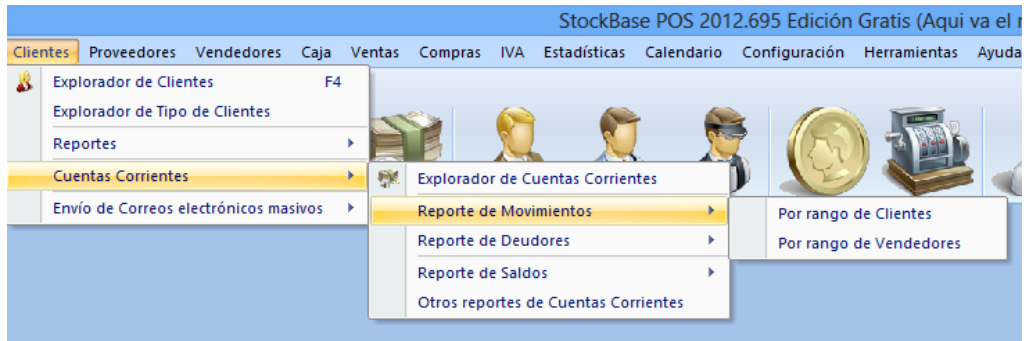 StockBase POS 2012.695 Edición Gratis (Aqui va el
Clientes Proveedores Vendedores Caja Ventas Compras IVA Estadísticas Calendario Configuración Herramientas Ayuda
Explorador de Clientes F4
Explorador de Tipo de Clientes
Reportes
Cuentas Corrientes
Envío de Correos electrónicos masivos
Explorador de Cuentas Corrientes
Reporte de Movimientos
Reporte de Deudores
Reporte de Saldos
Otros reportes de Cuentas Corrientes
Por rango de Clientes
Por rango de Vendedores